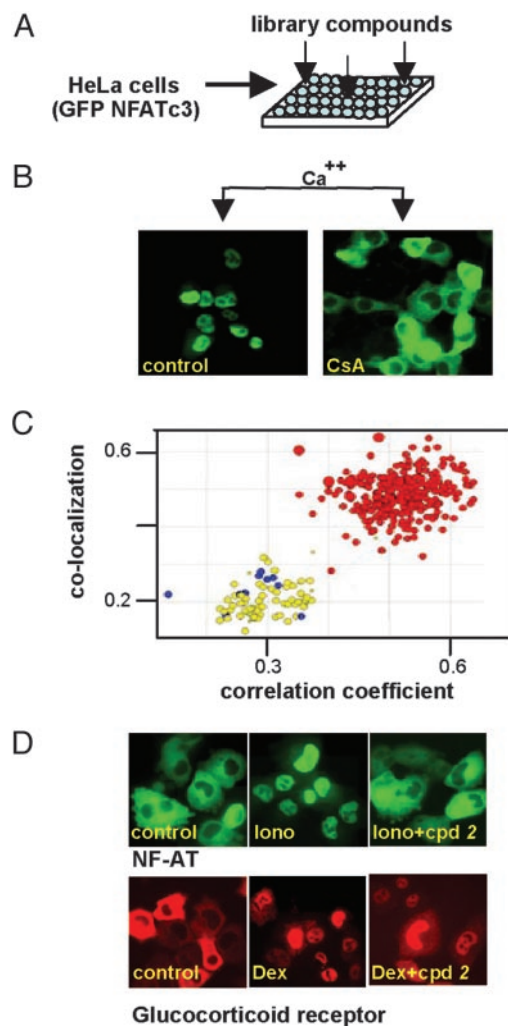 A
library compounds
HeLa cells
(GFP NFATc3)
B
Ca++
control
CsA
C
co-localization
0.6
0.2
0.3
0.6
correlation coefficient
D
control
Iono
Iono+cpd 2
NF-AT
control
Dex
Dex+cpd 2
Glucocorticoid receptor